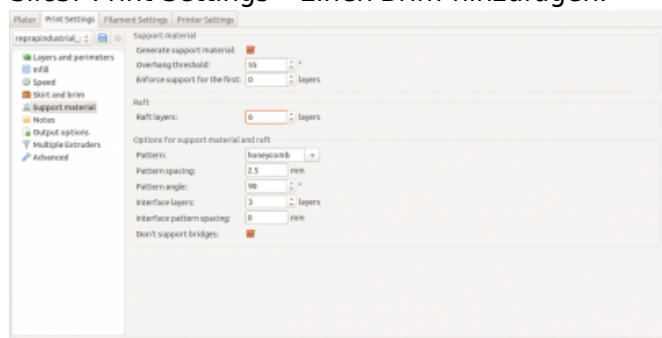 Slic3r Print Settings - Einen Brim hinzufügen:
Plater Print Settings Filament Settings Printer Settings
reprapindustrial_
Layers and perimeters
Infill
Speed
Skirt and brim
Support material
Notes
Output options
Multiple Extruders
Advanced
Support material
Generate support material:
Overhang threshold: 55 °
Enforce support for the first: 0 layers
Raft
Raft layers: 6 layers
Options for support material and raft
Pattern: honeycomb
Pattern spacing: 2.5 mm
Pattern angle: 90 °
Interface layers: 3 layers
Interface pattern spacing: 0 mm
Don't support bridges: